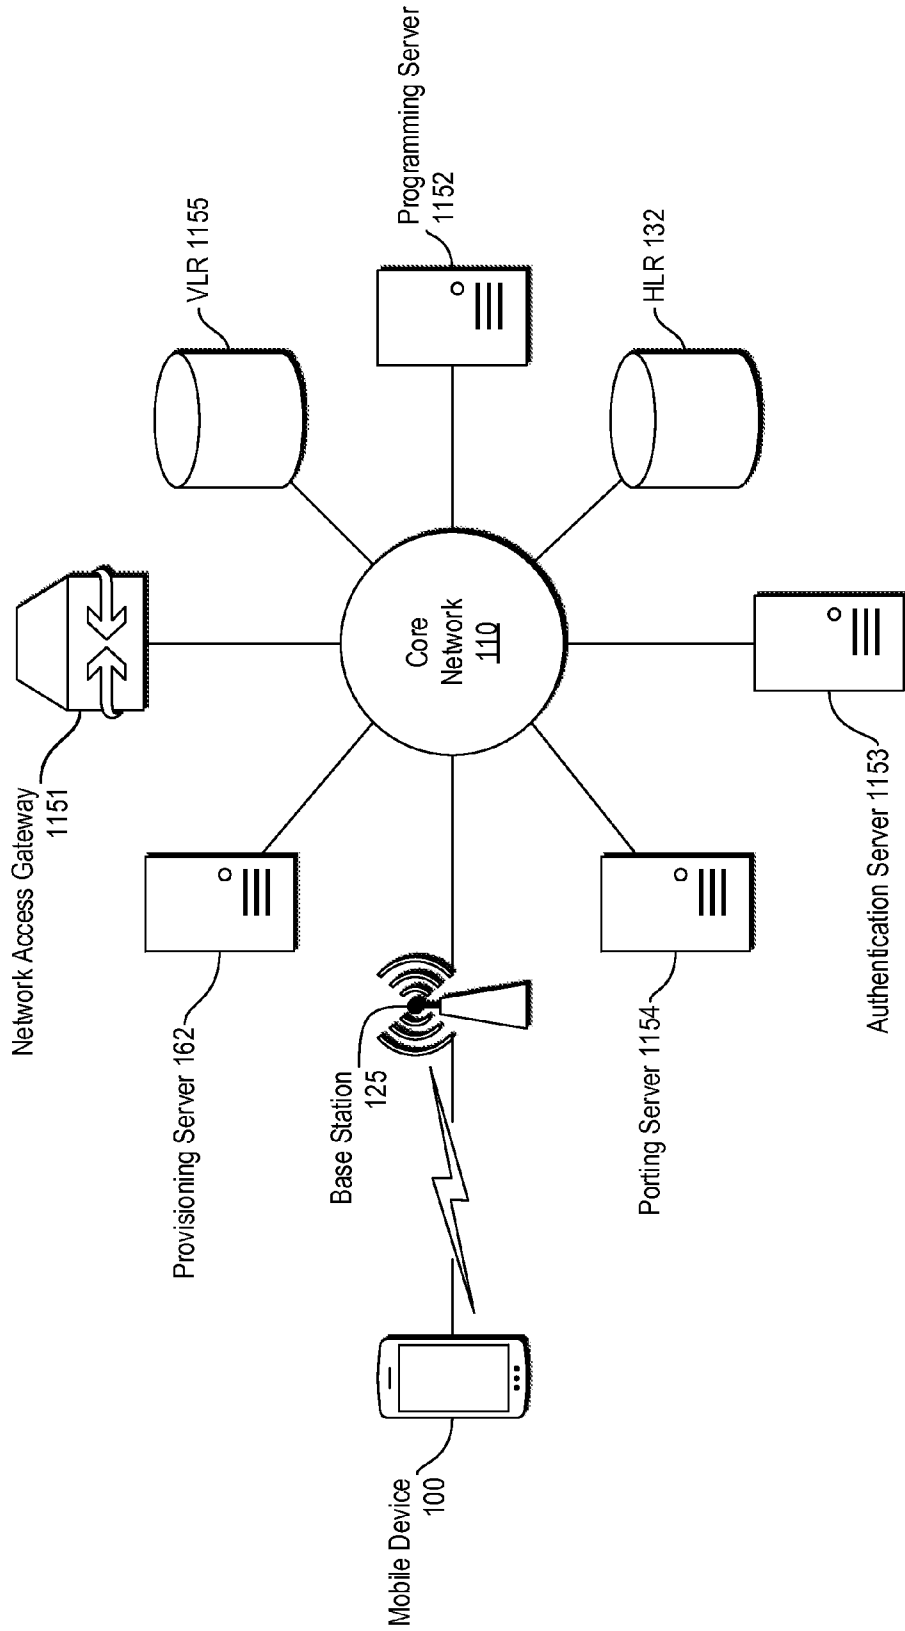 Network Access Gateway
1151
VLR 1155
Provisioning Server 162
Programming Server
1152
Base Station
125
Mobile Device
100
Core
Network
110
HLR 132
Porting Server 1154
Authentication Server 1153